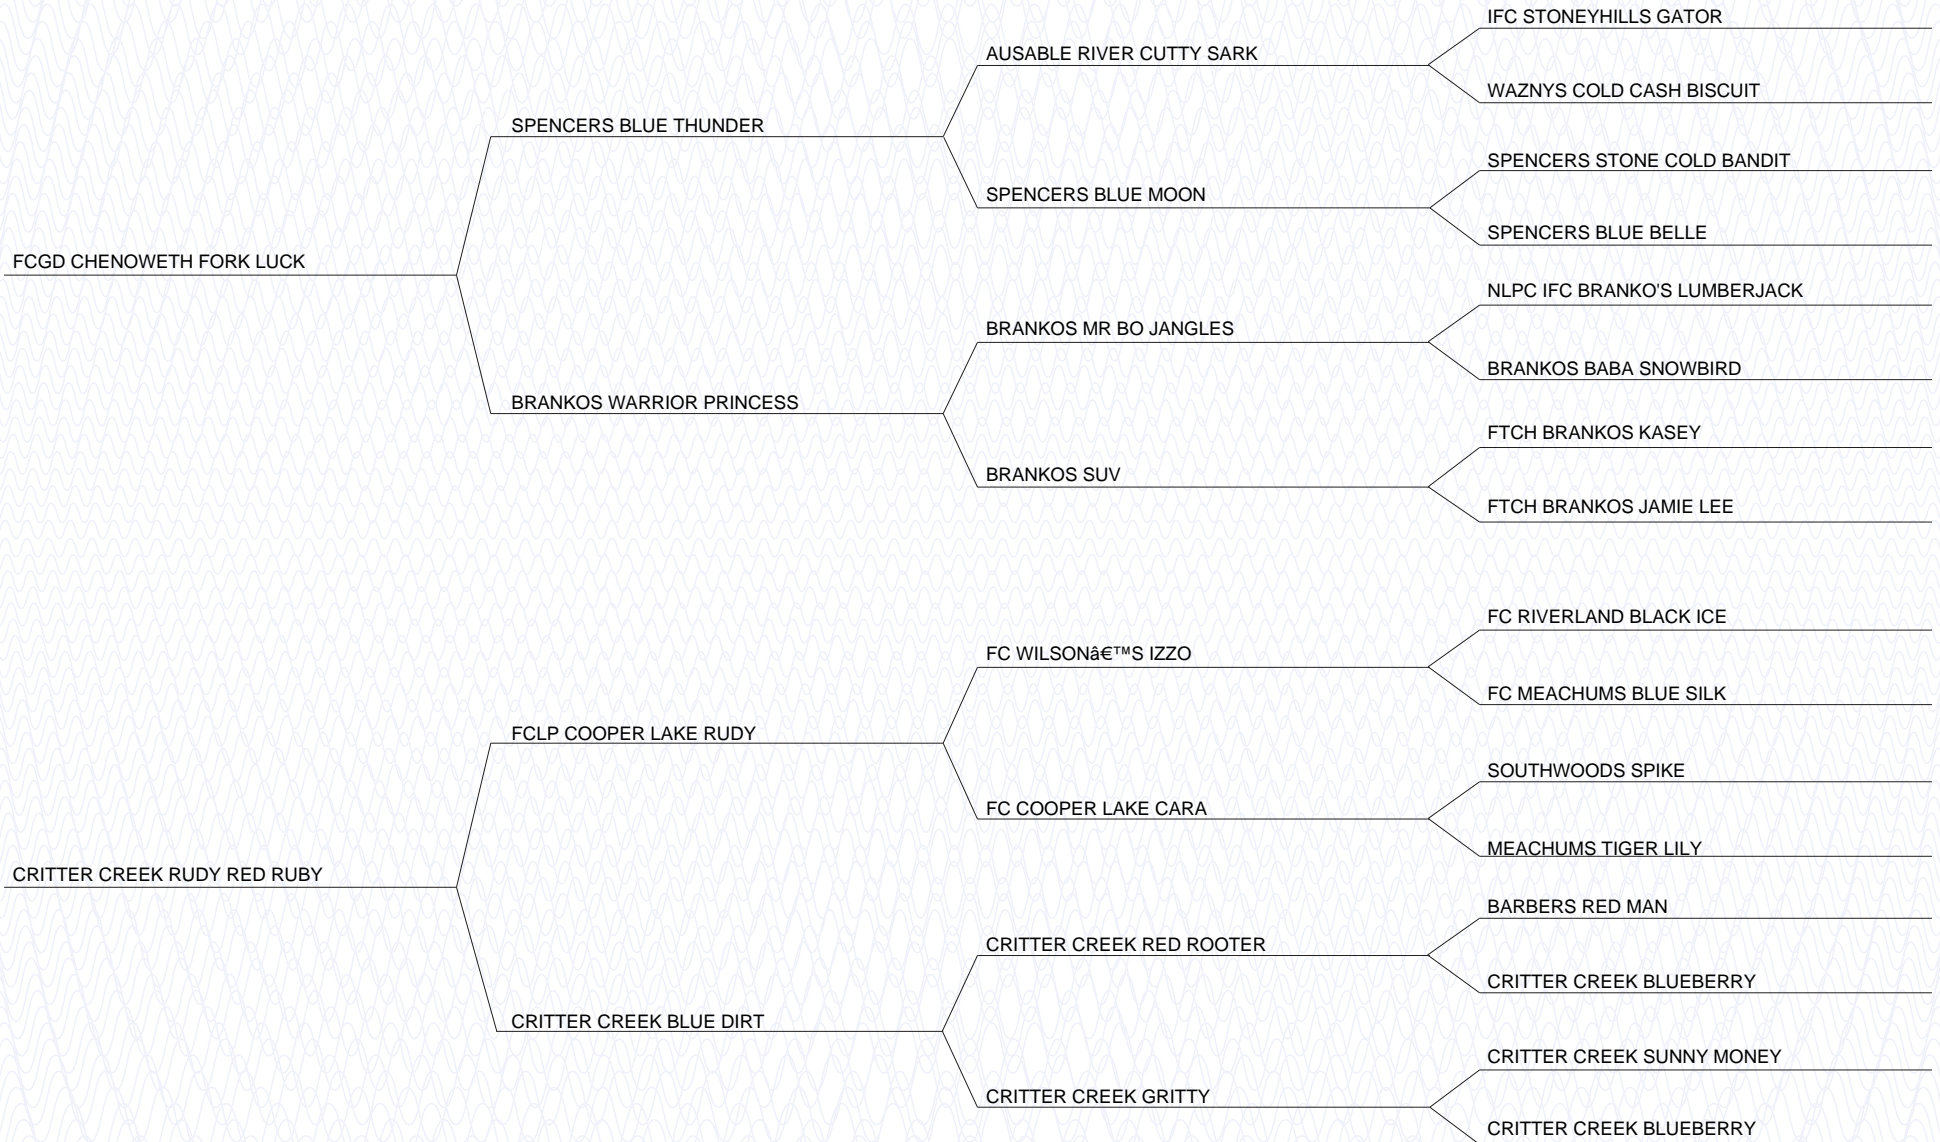 IFC STONEYHILLS GATOR
AUSABLE RIVER CUTTY SARK
WAZNYS COLD CASH BISCUIT
SPENCERS BLUE THUNDER
SPENCERS STONE COLD BANDIT
SPENCERS BLUE MOON
SPENCERS BLUE BELLE
FCGD CHENOWETH FORK LUCK
NLPC IFC BRANKO'S LUMBERJACK
BRANKOS MR BO JANGLES
BRANKOS BABA SNOWBIRD
BRANKOS WARRIOR PRINCESS
FTCH BRANKOS KASEY
BRANKOS SUV
FTCH BRANKOS JAMIE LEE
FC RIVERLAND BLACK ICE
FC WILSONâ€™S IZZO
FC MEACHUMS BLUE SILK
FCLP COOPER LAKE RUDY
SOUTHWOODS SPIKE
FC COOPER LAKE CARA
MEACHUMS TIGER LILY
CRITTER CREEK RUDY RED RUBY
BARBERS RED MAN
CRITTER CREEK RED ROOTER
CRITTER CREEK BLUEBERRY
CRITTER CREEK BLUE DIRT
CRITTER CREEK SUNNY MONEY
CRITTER CREEK GRITTY
CRITTER CREEK BLUEBERRY